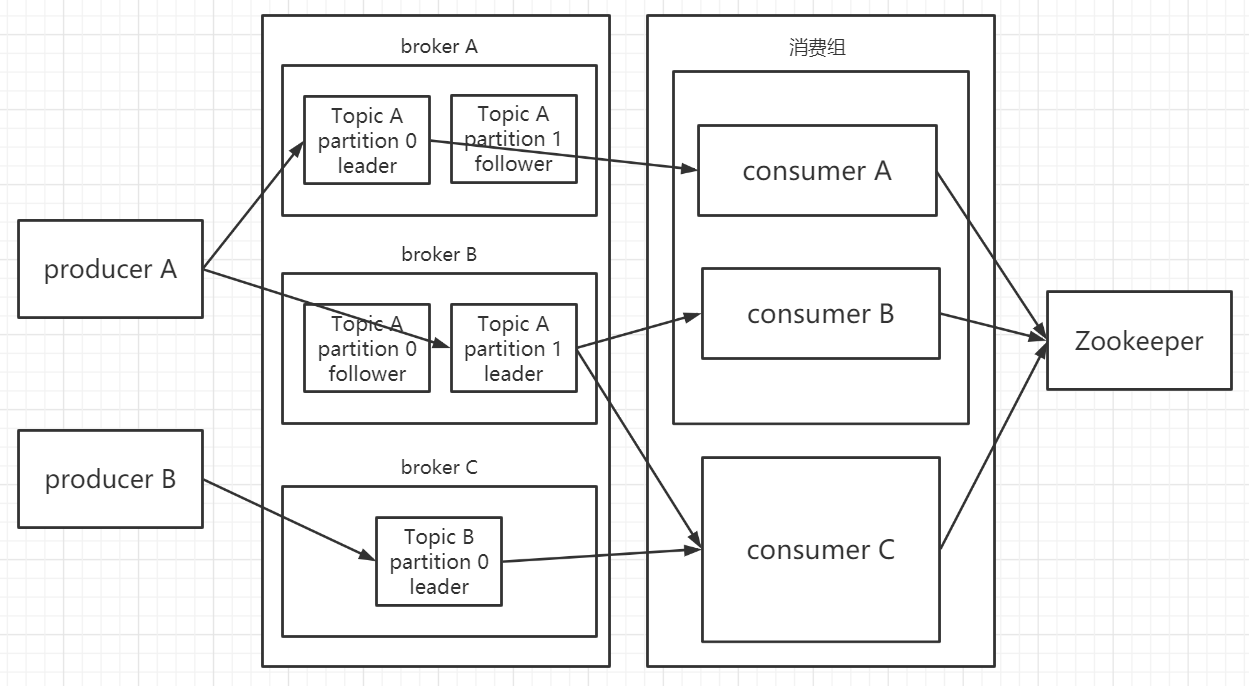 producer A
producer B
broker A
Topic A
partition 0
leader
Topic A
partition 1
follower
broker B
Topic A
partition 0
follower
Topic A
partition 1
leader
broker C
Topic B
partition 0
leader
消费组
consumer A
consumer B
consumer C
Zookeeper